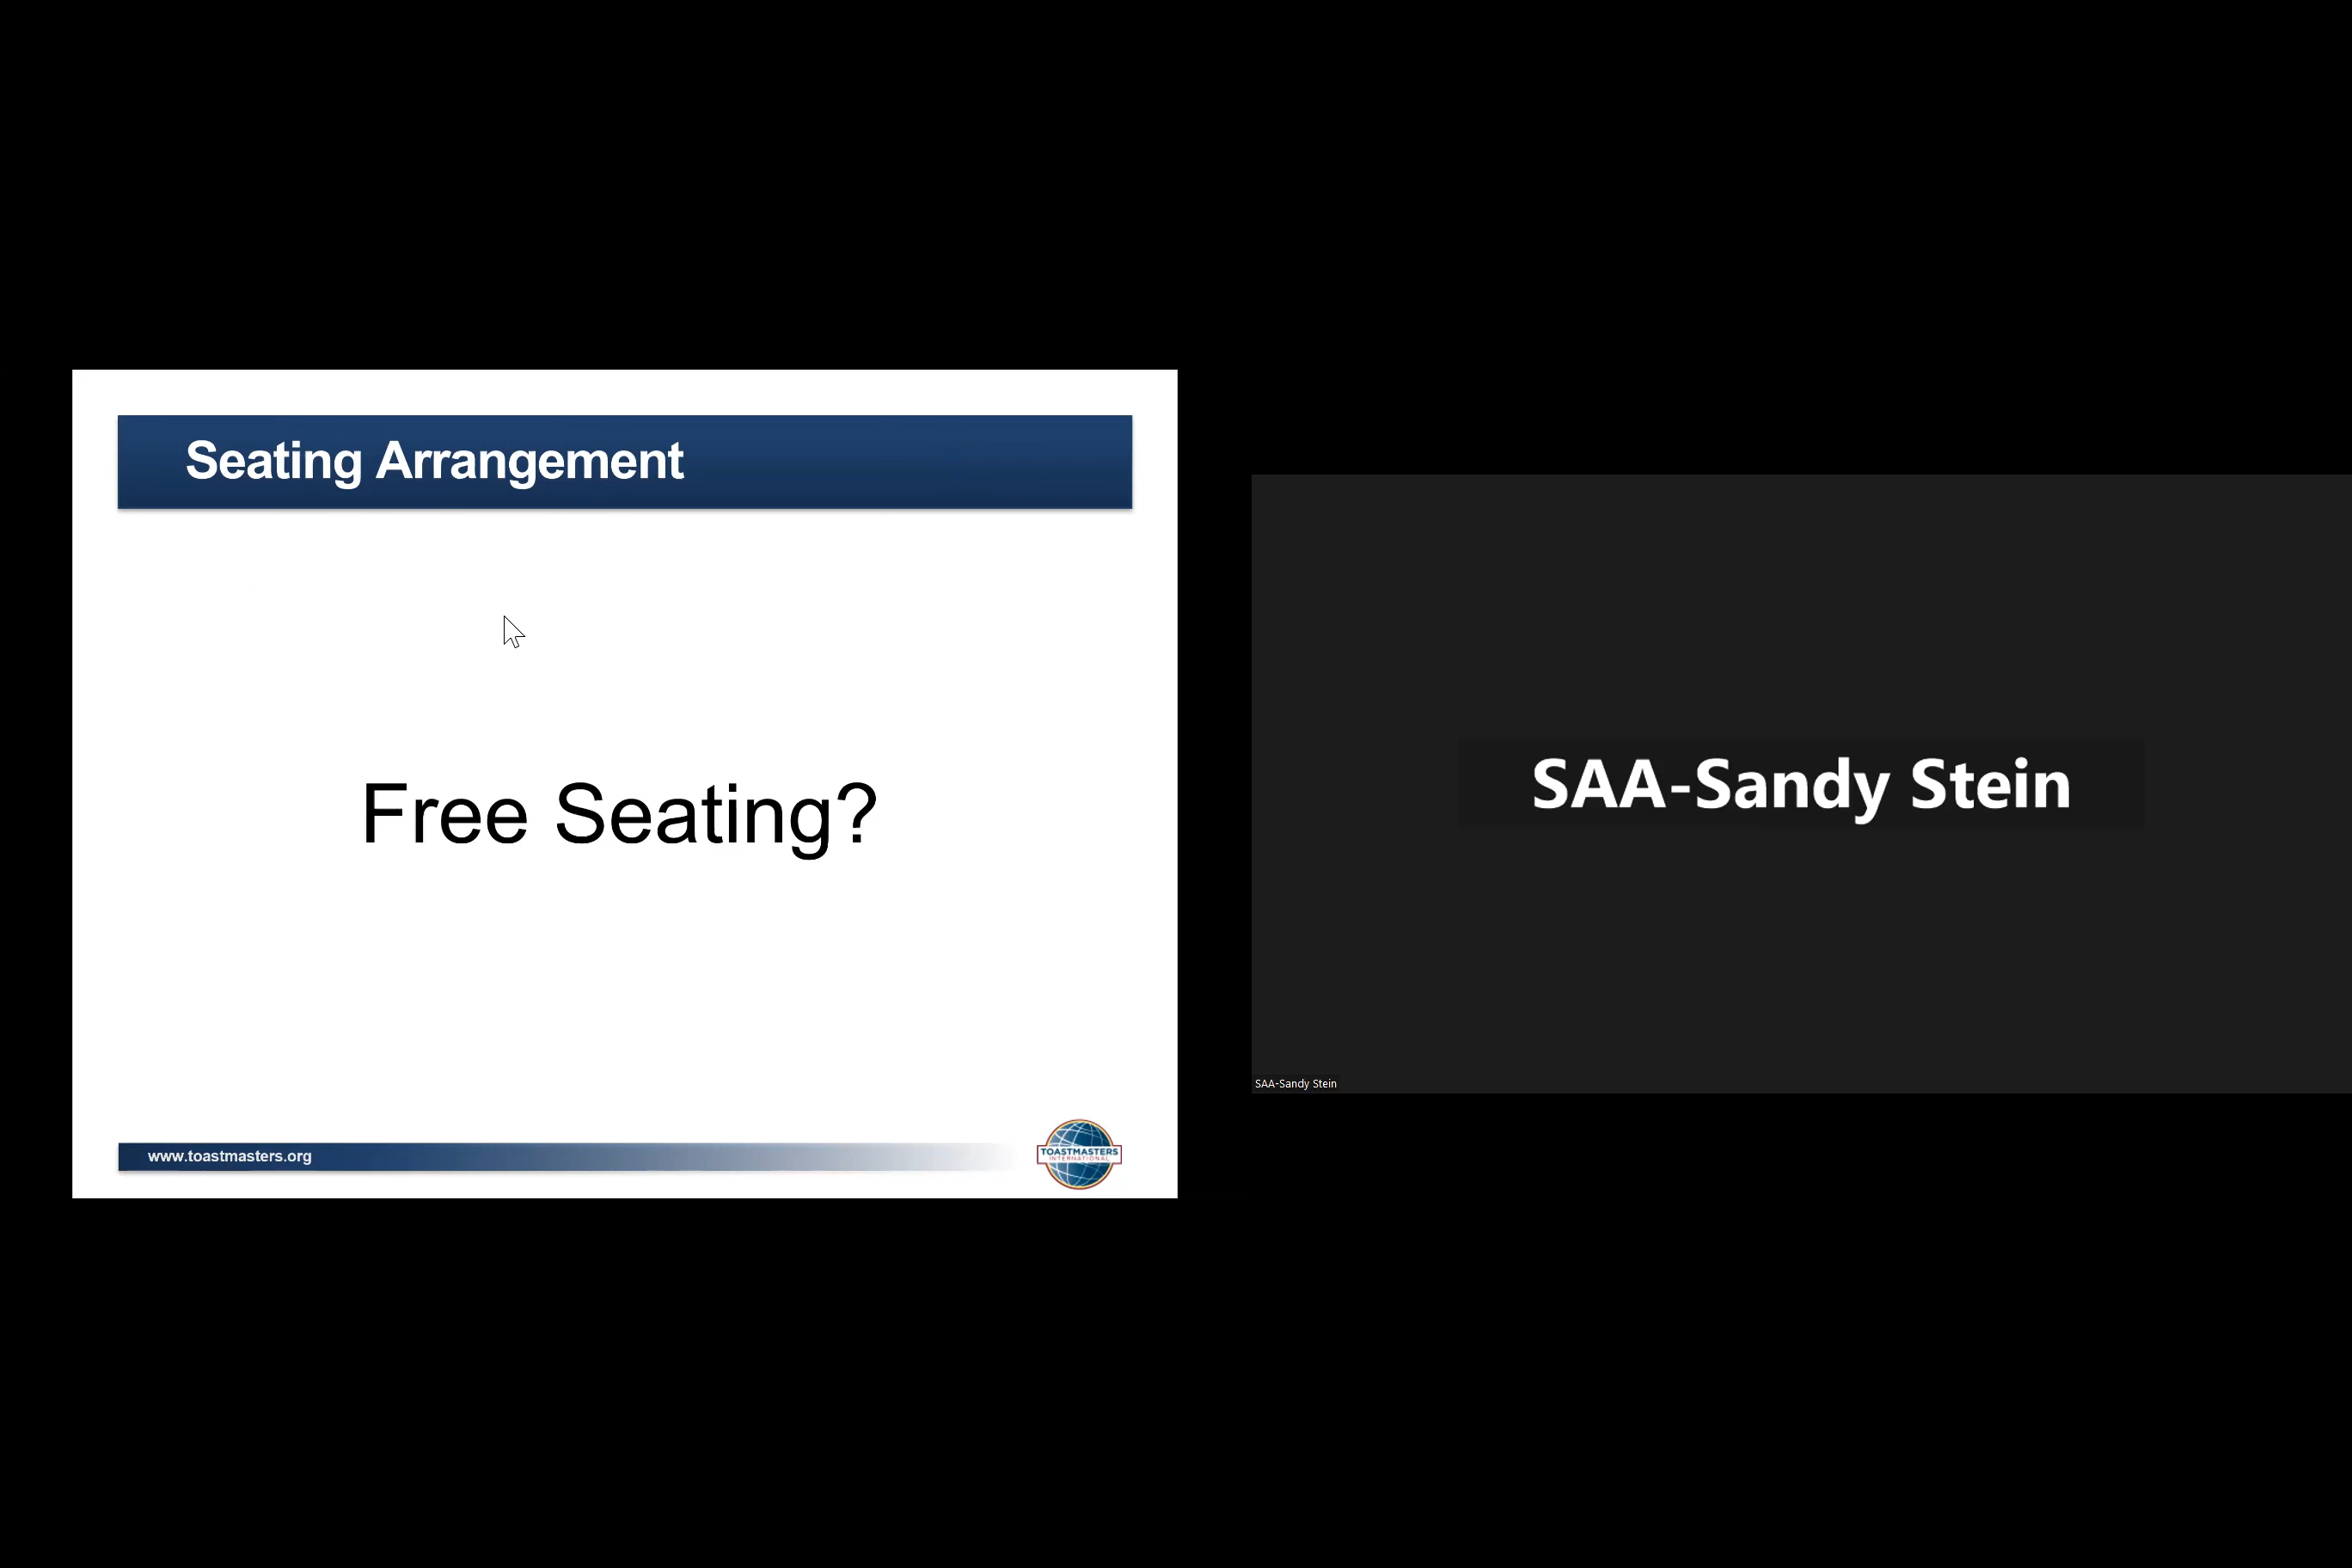 Seating Arrangement
Free Seating?
www.toastmasters.org
TOASTMASTERS
INTERNATIONAL
SAA-Sandy Stein
SAA-Sandy Stein